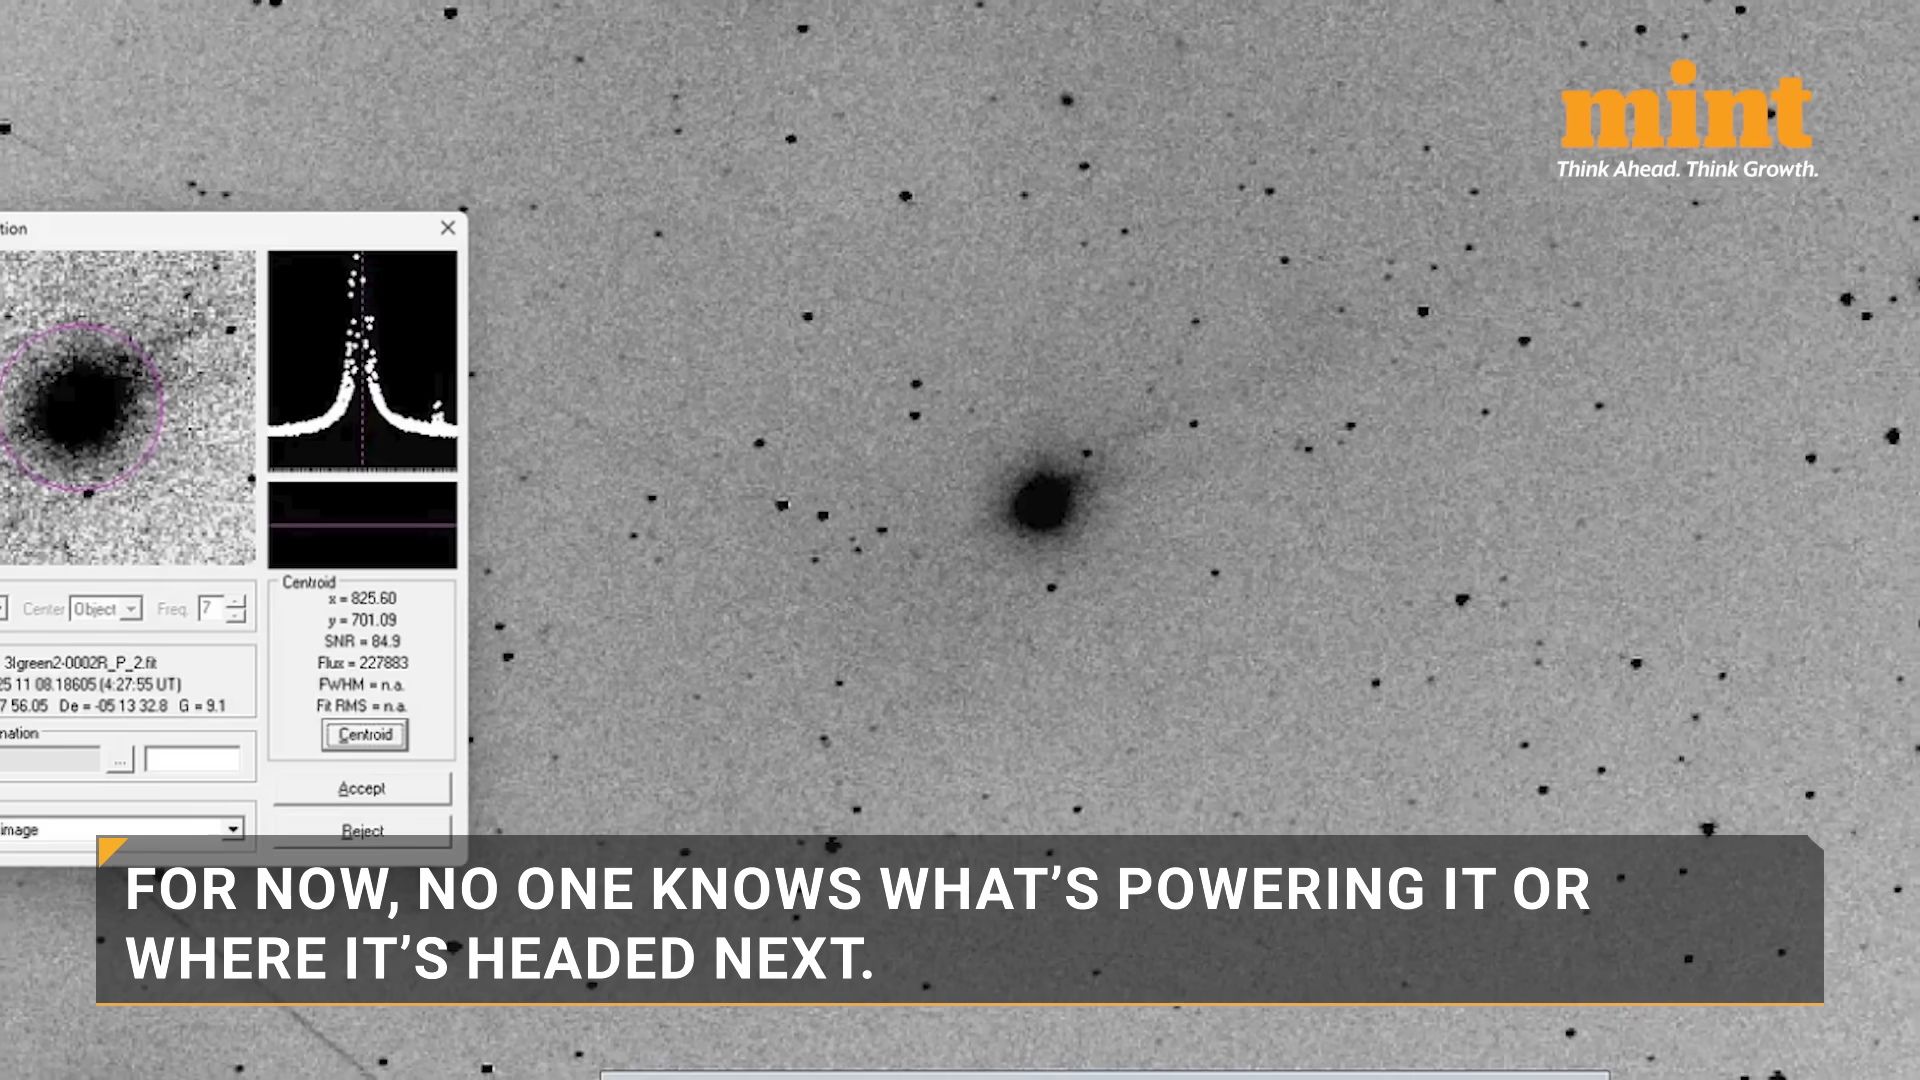 mint
Think Ahead. Think Growth.
tion
Centroid
x = 825.60
y = 701.09
SNR = 84.9
Flux = 227883
FWHM = n.a.
Fit RMS = n.a.
Centroid
Accept
Reject
Center Object Freq. 7
3Igreen2-0002R_P_2.fit
25 11 08.18605 (4:27:55 UT)
7 56.05 De = -05 13 32.8 G = 9.1
mation
...
image
FOR NOW, NO ONE KNOWS WHAT’S POWERING IT OR
WHERE IT’S HEADED NEXT.